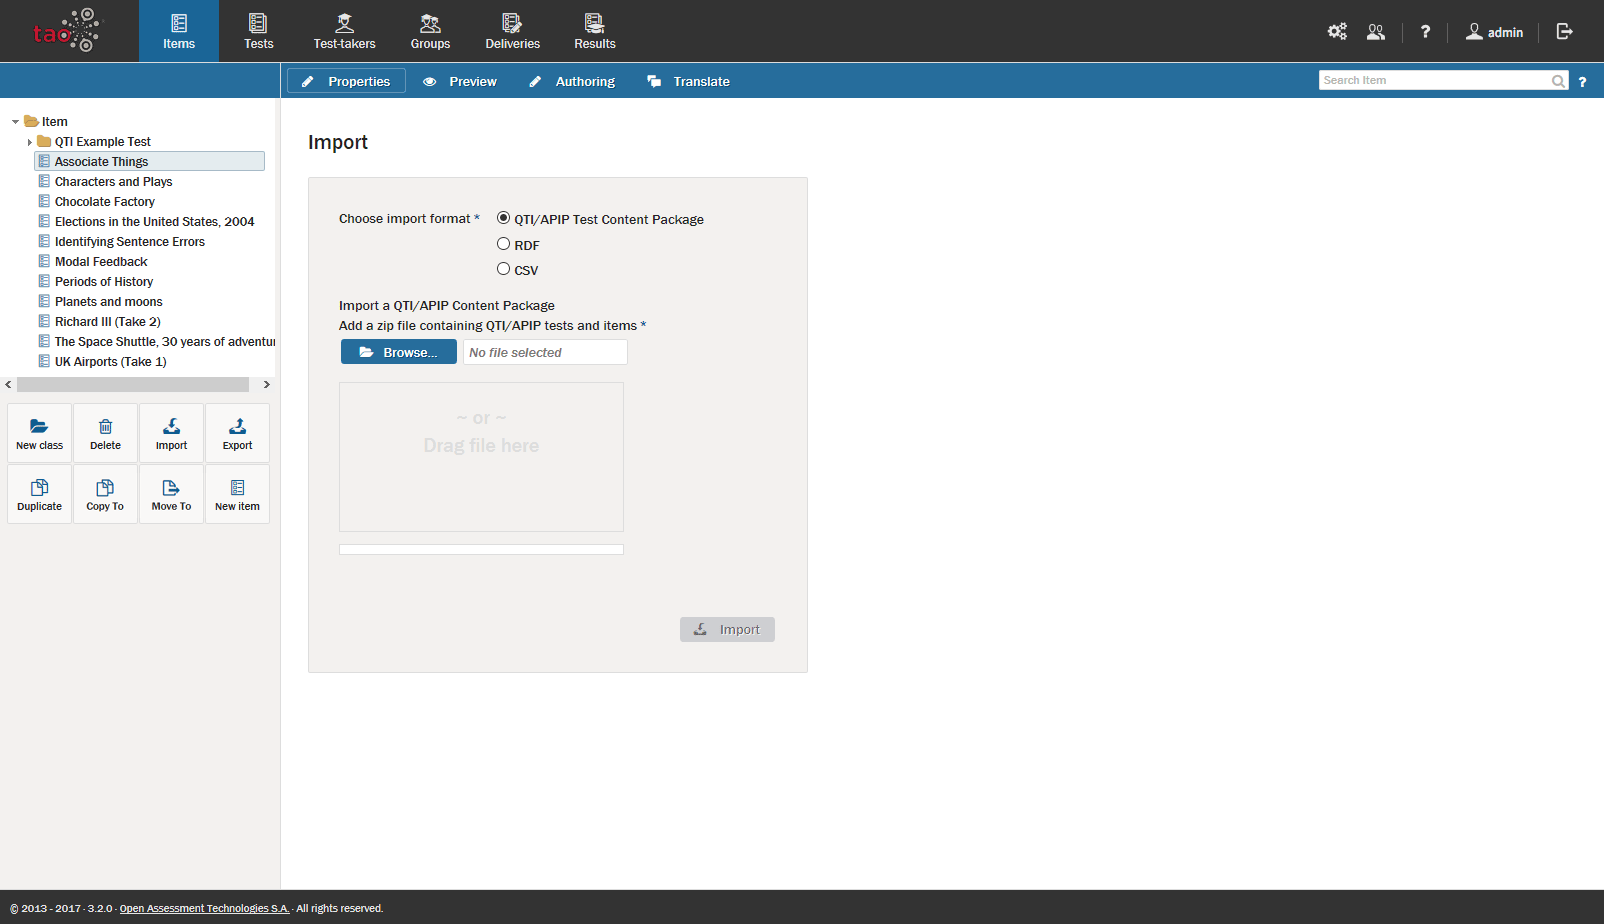 tao
Items
Tests
Test-takers
Groups
Deliveries
Results
?
admin
Properties
Preview
Authoring
Translate
Search Item
?
Item
QTI Example Test
Associate Things
Characters and Plays
Chocolate Factory
Elections in the United States, 2004
Identifying Sentence Errors
Modal Feedback
Periods of History
Planets and moons
Richard III (Take 2)
The Space Shuttle, 30 years of adventu
UK Airports (Take 1)
New class
Delete
Import
Export
Duplicate
Copy To
Move To
New item
Import
Choose import format *
QTI/APIP Test Content Package
RDF
CSV
Import a QTI/APIP Content Package
Add a zip file containing QTI/APIP tests and items *
Browse...
No file selected
~ or ~
Drag file here
Import
© 2013 - 2017 · 3.2.0 · Open Assessment Technologies S.A. · All rights reserved.